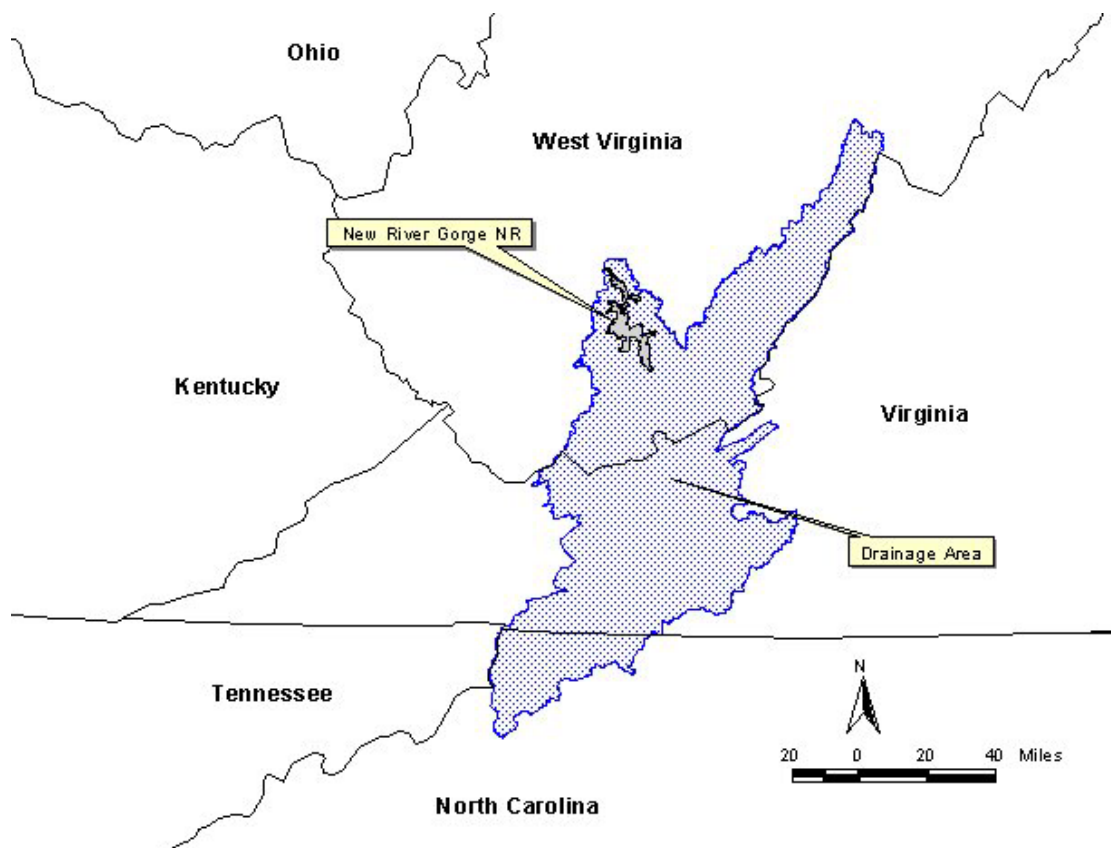 Ohio
West Virginia
New River Gorge NR
Kentucky
Virginia
Drainage Area
Tennessee
N
20 0 20 40 Miles
North Carolina